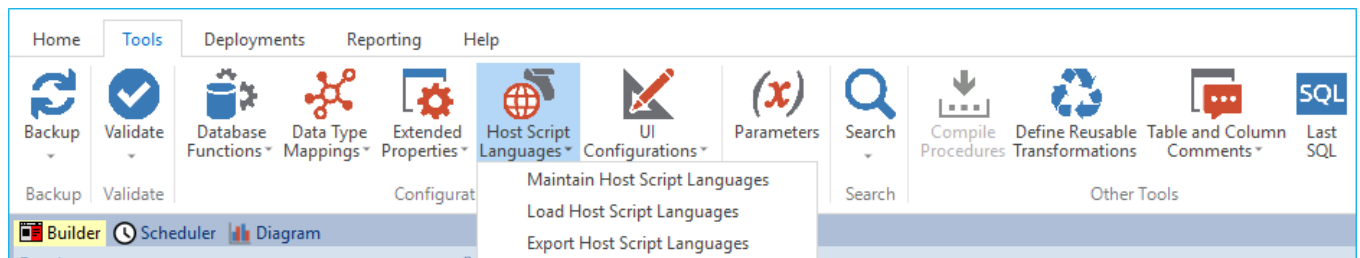 Home Tools Deployments Reporting Help
Backup Validate Database Data Type Extended Host Script UI Parameters Search Compile Define Reusable Table and Column Last
Functions Mappings Properties Languages Configurations Procedures Transformations Comments SQL
(x) SQL
Maintain Host Script Languages
Backup Validate Configurat Search Other Tools
Load Host Script Languages
Builder Scheduler Diagram
Export Host Script Languages